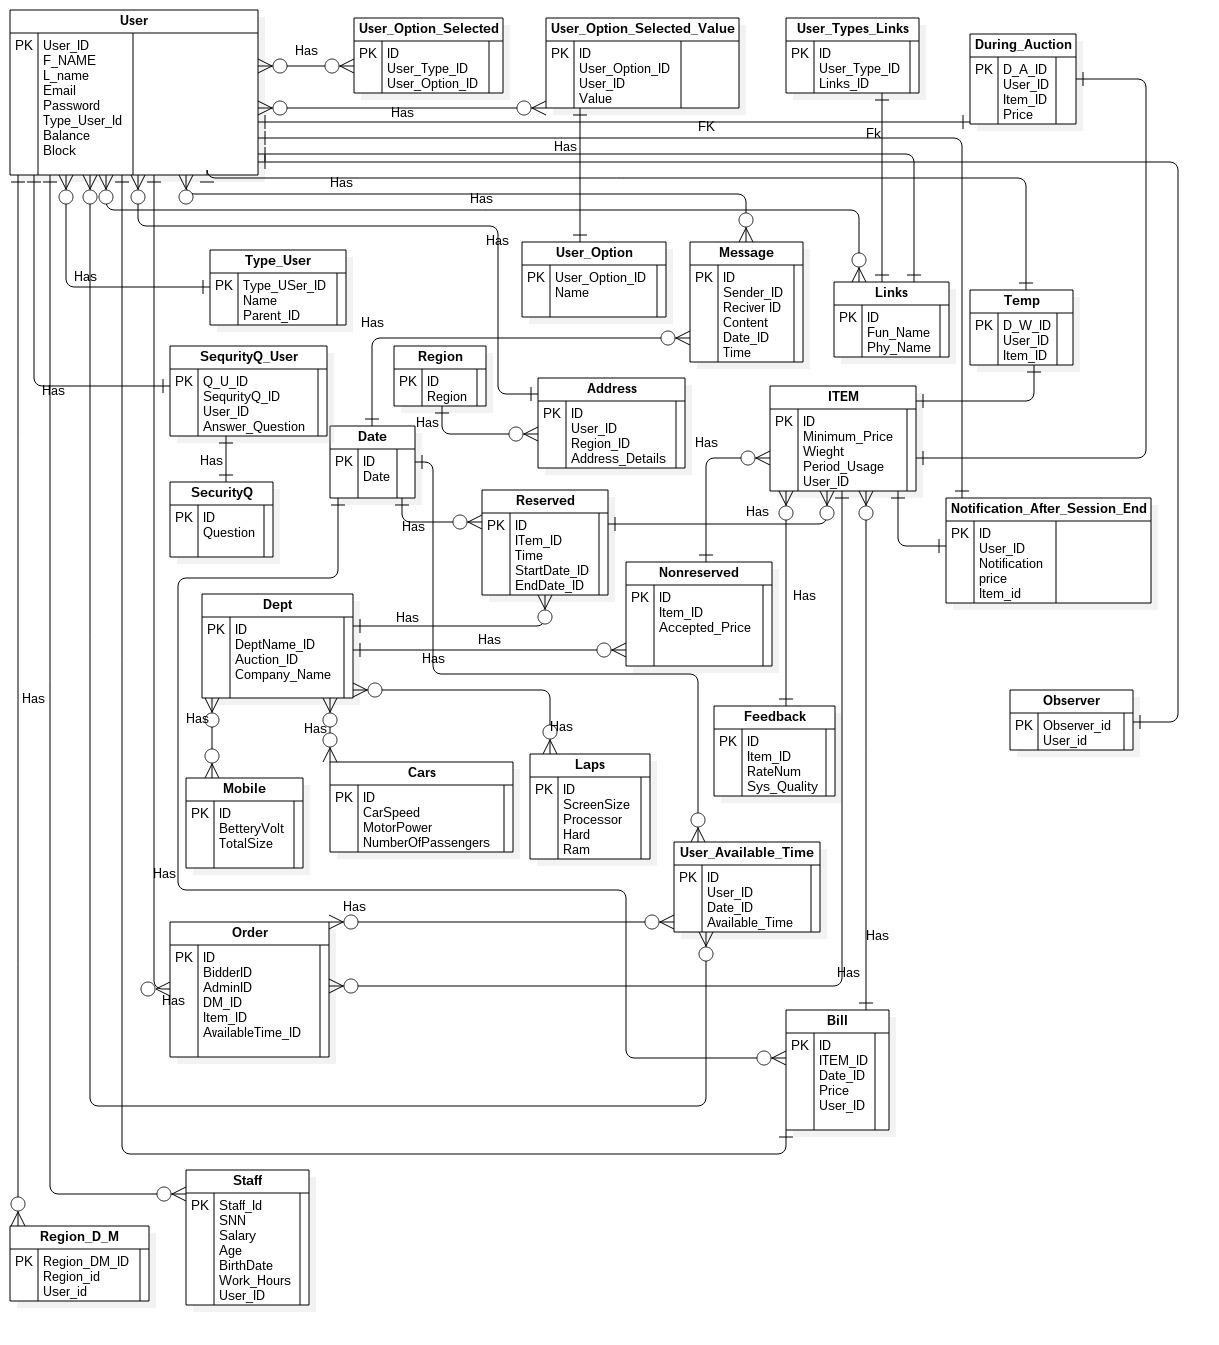 User
PK User_ID
F_NAME
L_name
Email
Password
Type_User_Id
Balance
Block
Has
User_Option_Selected
PK ID
User_Type_ID
User_Option_ID
Has
User_Option_Selected_Value
PK ID
User_Option_ID
User_ID
Value
User_Types_Links
PK ID
User_Type_ID
Links_ID
During_Auction
PK D_A_ID
User_ID
Item_ID
Price
FK
Fk
Has
Has
Has
Has
Has
Type_User
PK Type_USer_ID
Name
Parent_ID
User_Option
PK User_Option_ID
Name
Message
PK ID
Sender_ID
Reciver ID
Content
Date_ID
Time
Links
PK ID
Fun_Name
Phy_Name
Temp
PK D_W_ID
User_ID
Item_ID
Has
Has
SequrityQ_User
PK Q_U_ID
SequrityQ_ID
User_ID
Answer_Question
Region
PK ID
Region
Has
Address
PK ID
User_ID
Region_ID
Address_Details
ITEM
PK ID
Minimum_Price
Wieght
Period_Usage
User_ID
Has
Has
SecurityQ
PK ID
Question
Date
PK ID
Date
Has
Reserved
PK ID
ITem_ID
Time
StartDate_ID
EndDate_ID
Has
Notification_After_Session_End
PK ID
User_ID
Notification
price
Item_id
Nonreserved
PK ID
Item_ID
Accepted_Price
Has
Dept
PK ID
DeptName_ID
Auction_ID
Company_Name
Has
Has
Has
Has
Has
Has
Has
Observer
PK Observer_id
User_id
Feedback
PK ID
Item_ID
RateNum
Sys_Quality
Mobile
PK ID
BetteryVolt
TotalSize
Cars
PK ID
CarSpeed
MotorPower
NumberOfPassengers
Laps
PK ID
ScreenSize
Processor
Hard
Ram
User_Available_Time
PK ID
User_ID
Date_ID
Available_Time
Has
Has
Order
PK ID
BidderID
AdminID
DM_ID
Item_ID
AvailableTime_ID
Has
Has
Has
Bill
PK ID
ITEM_ID
Date_ID
Price
User_ID
Staff
PK Staff_Id
SNN
Salary
Age
BirthDate
Work_Hours
User_ID
Region_D_M
PK Region_DM_ID
Region_id
User_id